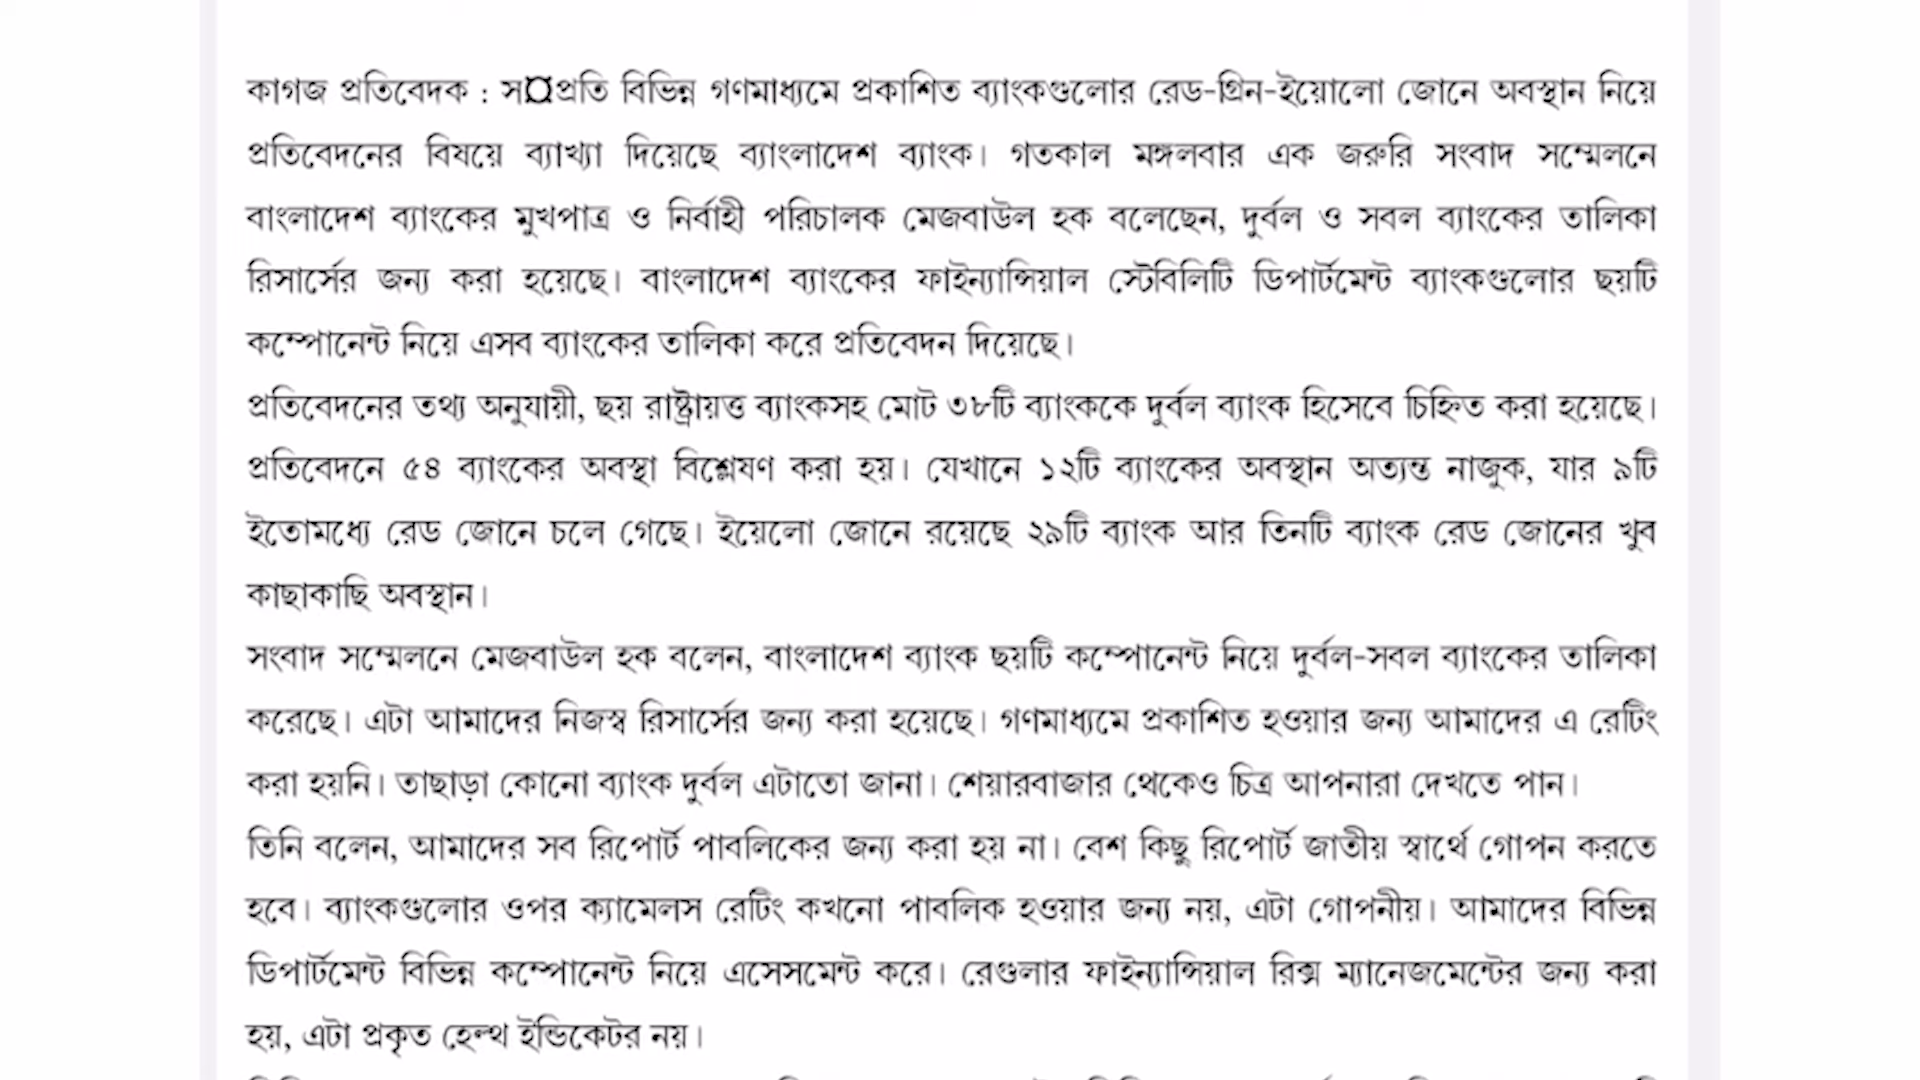 কাগজ প্রতিবেদক : স¤প্রতি বিভিন্ন গণমাধ্যমে প্রকাশিত ব্যাংকগুলোর রেড-গ্রিন-ইয়োলো জোনে অবস্থান নিয়ে
প্রতিবেদনের বিষয়ে ব্যাখ্যা দিয়েছে ব্যাংলাদেশ ব্যাংক। গতকাল মঙ্গলবার এক জরুরি সংবাদ সম্মেলনে
বাংলাদেশ ব্যাংকের মুখপাত্র ও নির্বাহী পরিচালক মেজবাউল হক বলেছেন, দুর্বল ও সবল ব্যাংকের তালিকা
রিসার্সের জন্য করা হয়েছে। বাংলাদেশ ব্যাংকের ফাইন্যান্সিয়াল স্টেবিলিটি ডিপার্টমেন্ট ব্যাংকগুলোর ছয়টি
কম্পোনেন্ট নিয়ে এসব ব্যাংকের তালিকা করে প্রতিবেদন দিয়েছে।
প্রতিবেদনের তথ্য অনুযায়ী, ছয় রাষ্ট্রায়ত্ত ব্যাংকসহ মোট ৩৮টি ব্যাংককে দুর্বল ব্যাংক হিসেবে চিহ্নিত করা হয়েছে।
প্রতিবেদনে ৫৪ ব্যাংকের অবস্থা বিশ্লেষণ করা হয়। যেখানে ১২টি ব্যাংকের অবস্থান অত্যন্ত নাজুক, যার ৯টি
ইতোমধ্যে রেড জোনে চলে গেছে। ইয়েলো জোনে রয়েছে ২৯টি ব্যাংক আর তিনটি ব্যাংক রেড জোনের খুব
কাছাকাছি অবস্থান।
সংবাদ সম্মেলনে মেজবাউল হক বলেন, বাংলাদেশ ব্যাংক ছয়টি কম্পোনেন্ট নিয়ে দুর্বল-সবল ব্যাংকের তালিকা
করেছে। এটা আমাদের নিজস্ব রিসার্সের জন্য করা হয়েছে। গণমাধ্যমে প্রকাশিত হওয়ার জন্য আমাদের এ রেটিং
করা হয়নি। তাছাড়া কোনো ব্যাংক দুর্বল এটাতো জানা। শেয়ারবাজার থেকেও চিত্র আপনারা দেখতে পান।
তিনি বলেন, আমাদের সব রিপোর্ট পাবলিকের জন্য করা হয় না। বেশ কিছু রিপোর্ট জাতীয় স্বার্থে গোপন করতে
হবে। ব্যাংকগুলোর ওপর ক্যামেলস রেটিং কখনো পাবলিক হওয়ার জন্য নয়, এটা গোপনীয়। আমাদের বিভিন্ন
ডিপার্টমেন্ট বিভিন্ন কম্পোনেন্ট নিয়ে এসেসমেন্ট করে। রেগুলার ফাইন্যান্সিয়াল রিক্স ম্যানেজমেন্টের জন্য করা
হয়, এটা প্রকৃত হেল্থ ইন্ডিকেটর নয়।